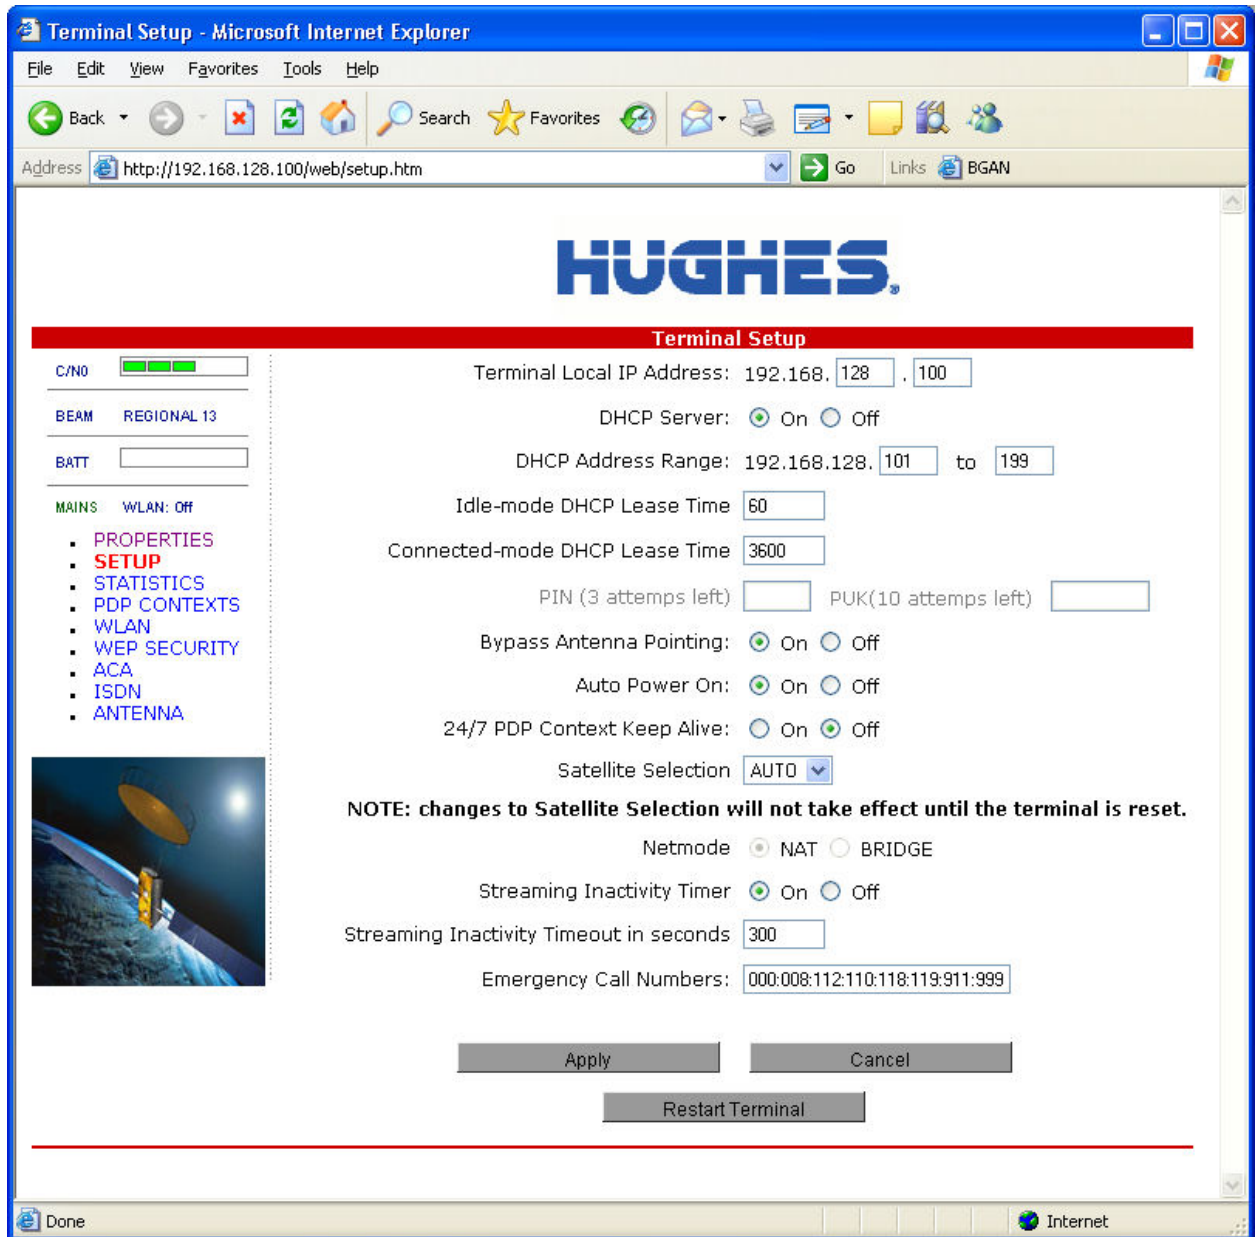 Terminal Setup - Microsoft Internet Explorer
File Edit View Favorites Tools Help
Back Search Favorites
Address http://192.168.128.100/web/setup.htm Go Links BGAN
HUGHES®
Terminal Setup
C/N0
BEAM REGIONAL 13
BATT
MAINS WLAN: Off
PROPERTIES
SETUP
STATISTICS
PDP CONTEXTS
WLAN
WEP SECURITY
ACA
ISDN
ANTENNA
Terminal Local IP Address: 192.168. 128 . 100
DHCP Server: On Off
DHCP Address Range: 192.168.128. 101 to 199
Idle-mode DHCP Lease Time 60
Connected-mode DHCP Lease Time 3600
PIN (3 attemps left) PUK(10 attemps left)
Bypass Antenna Pointing: On Off
Auto Power On: On Off
24/7 PDP Context Keep Alive: On Off
Satellite Selection AUTO
NOTE: changes to Satellite Selection will not take effect until the terminal is reset.
Netmode NAT BRIDGE
Streaming Inactivity Timer On Off
Streaming Inactivity Timeout in seconds 300
Emergency Call Numbers: 000:008:112:110:118:119:911:999
Apply Cancel
Restart Terminal
Done Internet